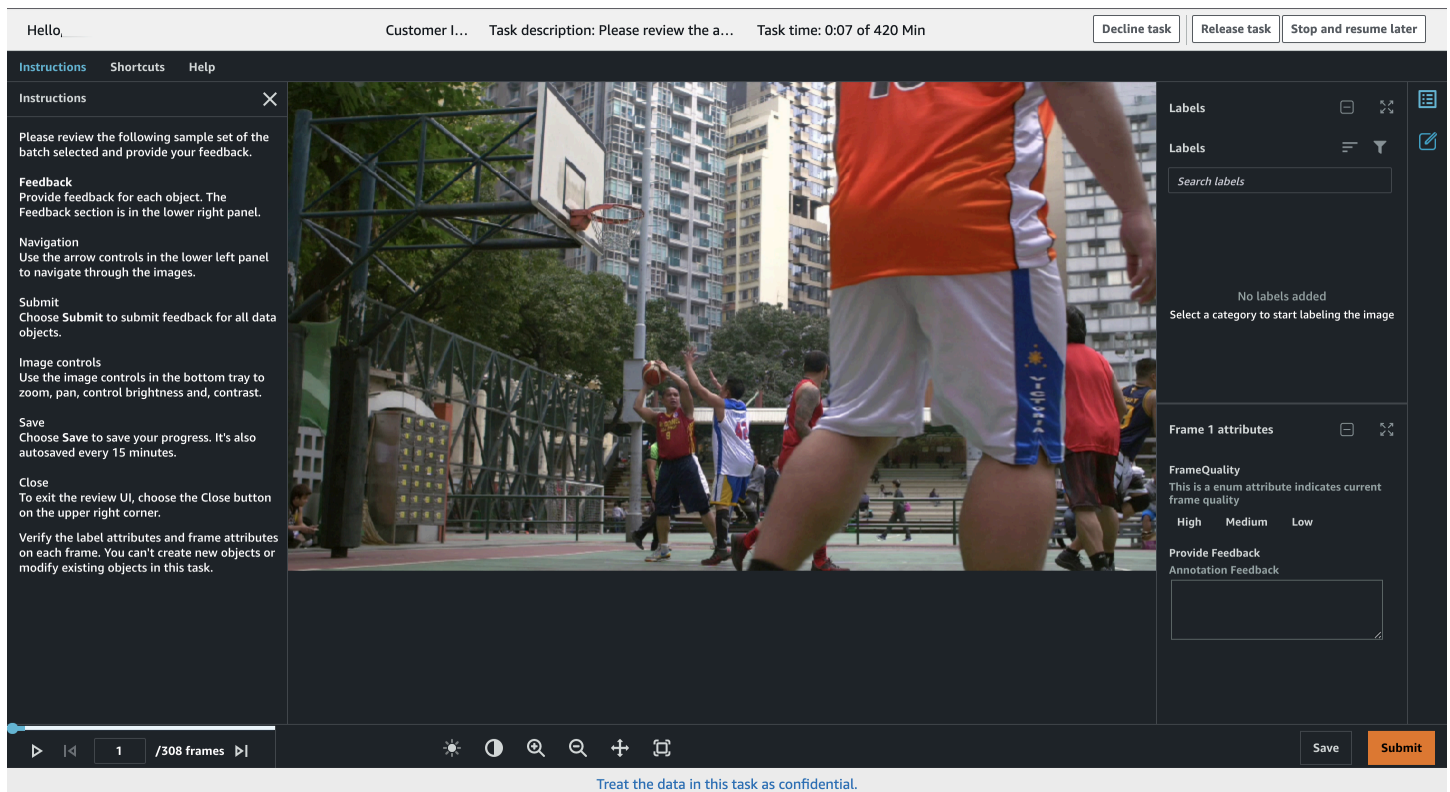 Hello,
Customer I...
Task description: Please review the a...
Task time: 0:07 of 420 Min
Decline task
Release task
Stop and resume later
Instructions
Shortcuts
Help
Instructions
Please review the following sample set of the
batch selected and provide your feedback.
Feedback
Provide feedback for each object. The
Feedback section is in the lower right panel.
Navigation
Use the arrow controls in the lower left panel
to navigate through the images.
Submit
Choose Submit to submit feedback for all data
objects.
Image controls
Use the image controls in the bottom tray to
zoom, pan, control brightness and, contrast.
Save
Choose Save to save your progress. It's also
autosaved every 15 minutes.
Close
To exit the review UI, choose the Close button
on the upper right corner.
Verify the label attributes and frame attributes
on each frame. You can't create new objects or
modify existing objects in this task.
VICTORIA
Labels
Labels
Search labels
No labels added
Select a category to start labeling the image
Frame 1 attributes
FrameQuality
This is a enum attribute indicates current
frame quality
High
Medium
Low
Provide Feedback
Annotation Feedback
1
/308 frames
Save
Submit
Treat the data in this task as confidential.